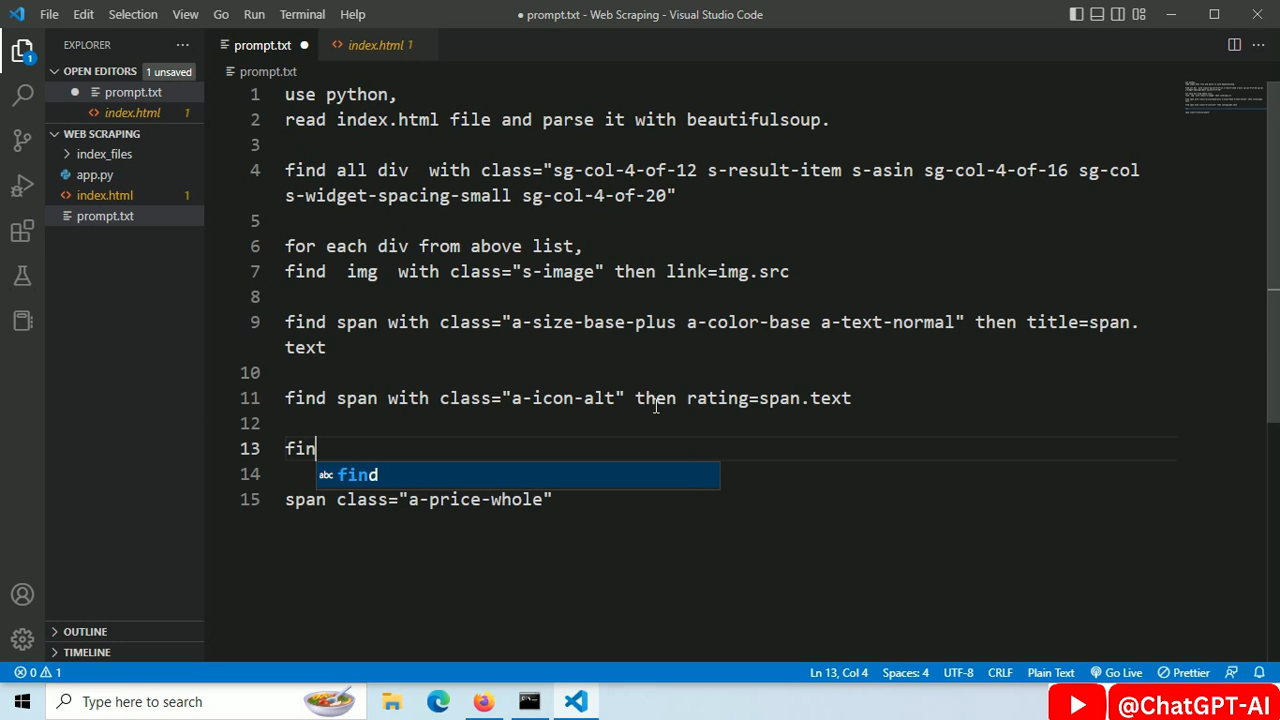 File Edit Selection View Go Run Terminal Help
● prompt.txt - Web Scraping - Visual Studio Code
EXPLORER
OPEN EDITORS 1 unsaved
prompt.txt
index.html 1
WEB SCRAPING
index_files
app.py
index.html 1
prompt.txt
OUTLINE
TIMELINE
1
prompt.txt
index.html 1
prompt.txt
1 use python,
2 read index.html file and parse it with beautifulsoup.
3
4 find all div  with class="sg-col-4-of-12 s-result-item s-asin sg-col-4-of-16 sg-col
s-widget-spacing-small sg-col-4-of-20"
5
6 for each div from above list,
7 find  img  with class="s-image" then link=img.src
8
9 find span with class="a-size-base-plus a-color-base a-text-normal" then title=span.
text
10
11 find span with class="a-icon-alt" then rating=span.text
12
13 fin
abc find
14
15 span class="a-price-whole"
0 1
Ln 13, Col 4 Spaces: 4 UTF-8 CRLF Plain Text Go Live Prettier
Type here to search
@ChatGPT-AI